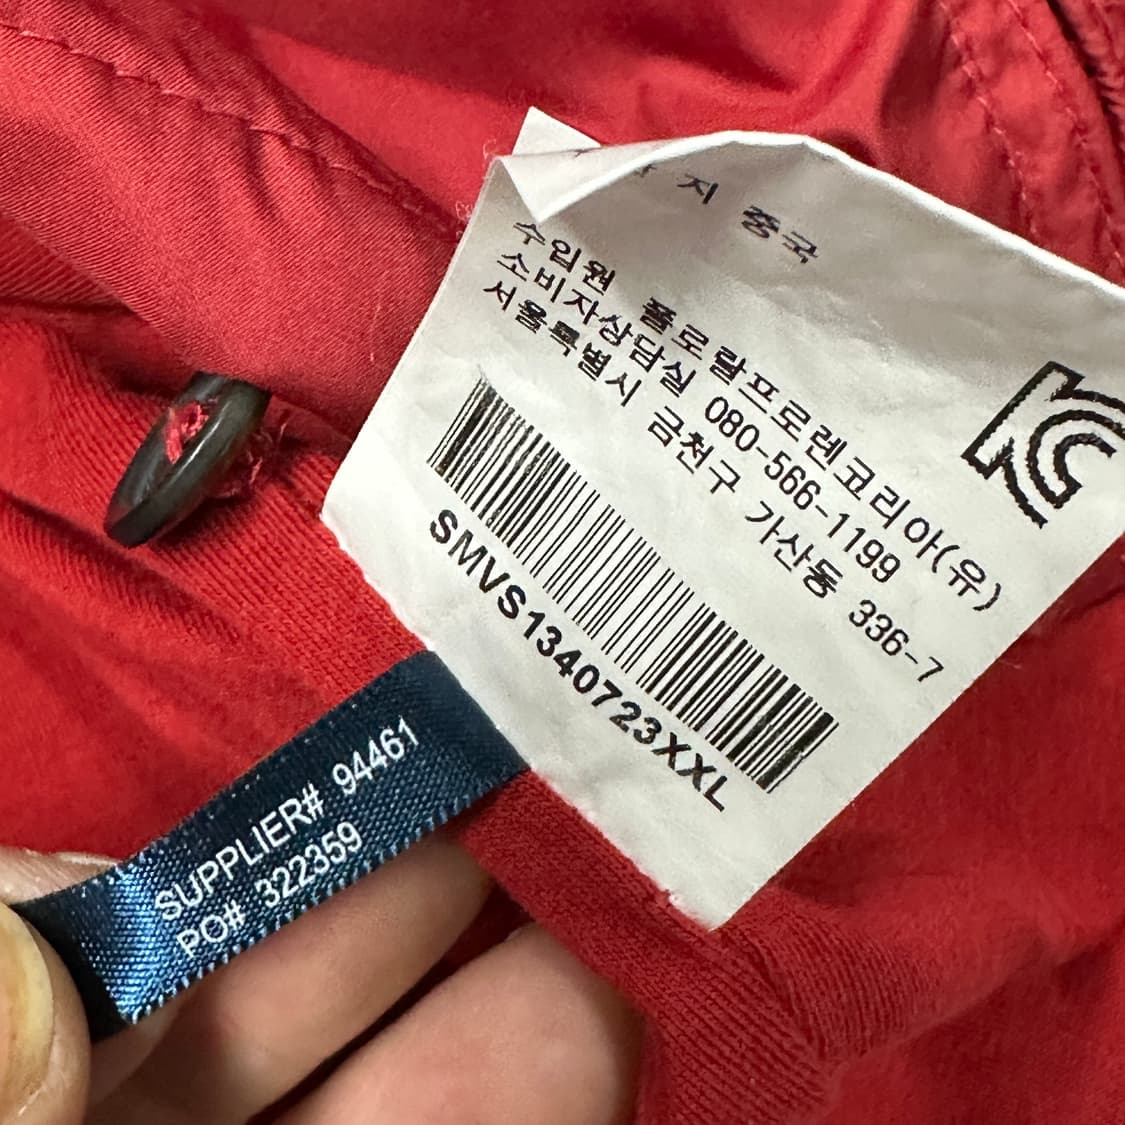 지 중국
수입원 폴로랄프로렌코리아(유)
소비자상담실 080-566-1199
서울특별시 금천구 가산동 336-7
SMVS1340723XXL
SUPPLIER# 94461
PO# 322359